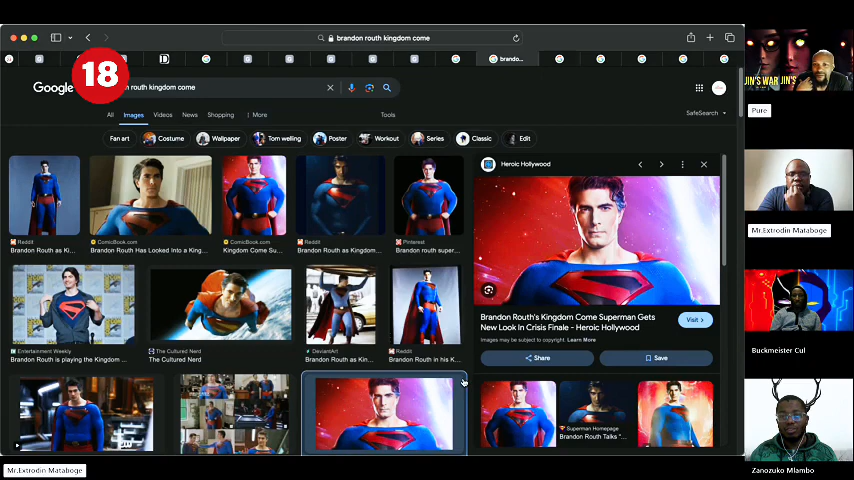 brandon routh kingdom come
brando...
18
Google
n routh kingdom come
All Images Videos News Shopping More Tools SafeSearch
Fan art Costume Wallpaper Tom welling Poster Workout Series Classic Edit
Heroic Hollywood
Reddit
Brandon Routh as Ki...
ComicBook.com
Brandon Routh Has Looked Into a King...
ComicBook.com
Kingdom Come Su...
Reddit
Brandon Routh as Kingdom...
Pinterest
Brandon routh super...
Entertainment Weekly
Brandon Routh is playing the Kingdom ...
The Cultured Nerd
The Cultured Nerd
DeviantArt
Brandon Routh as Kin...
Reddit
Brandon Routh in his K...
Brandon Routh's Kingdom Come Superman Gets
New Look In Crisis Finale - Heroic Hollywood
Visit >
Images may be subject to copyright. Learn More
Share
Save
Superman Homepage
Brandon Routh Talks "...
JIN'S WAR
JIN'S
Pure
Mr.Extrodin Mataboge
Buckmeister Cul
Zanozuko Mlambo
Mr.Extrodin Mataboge